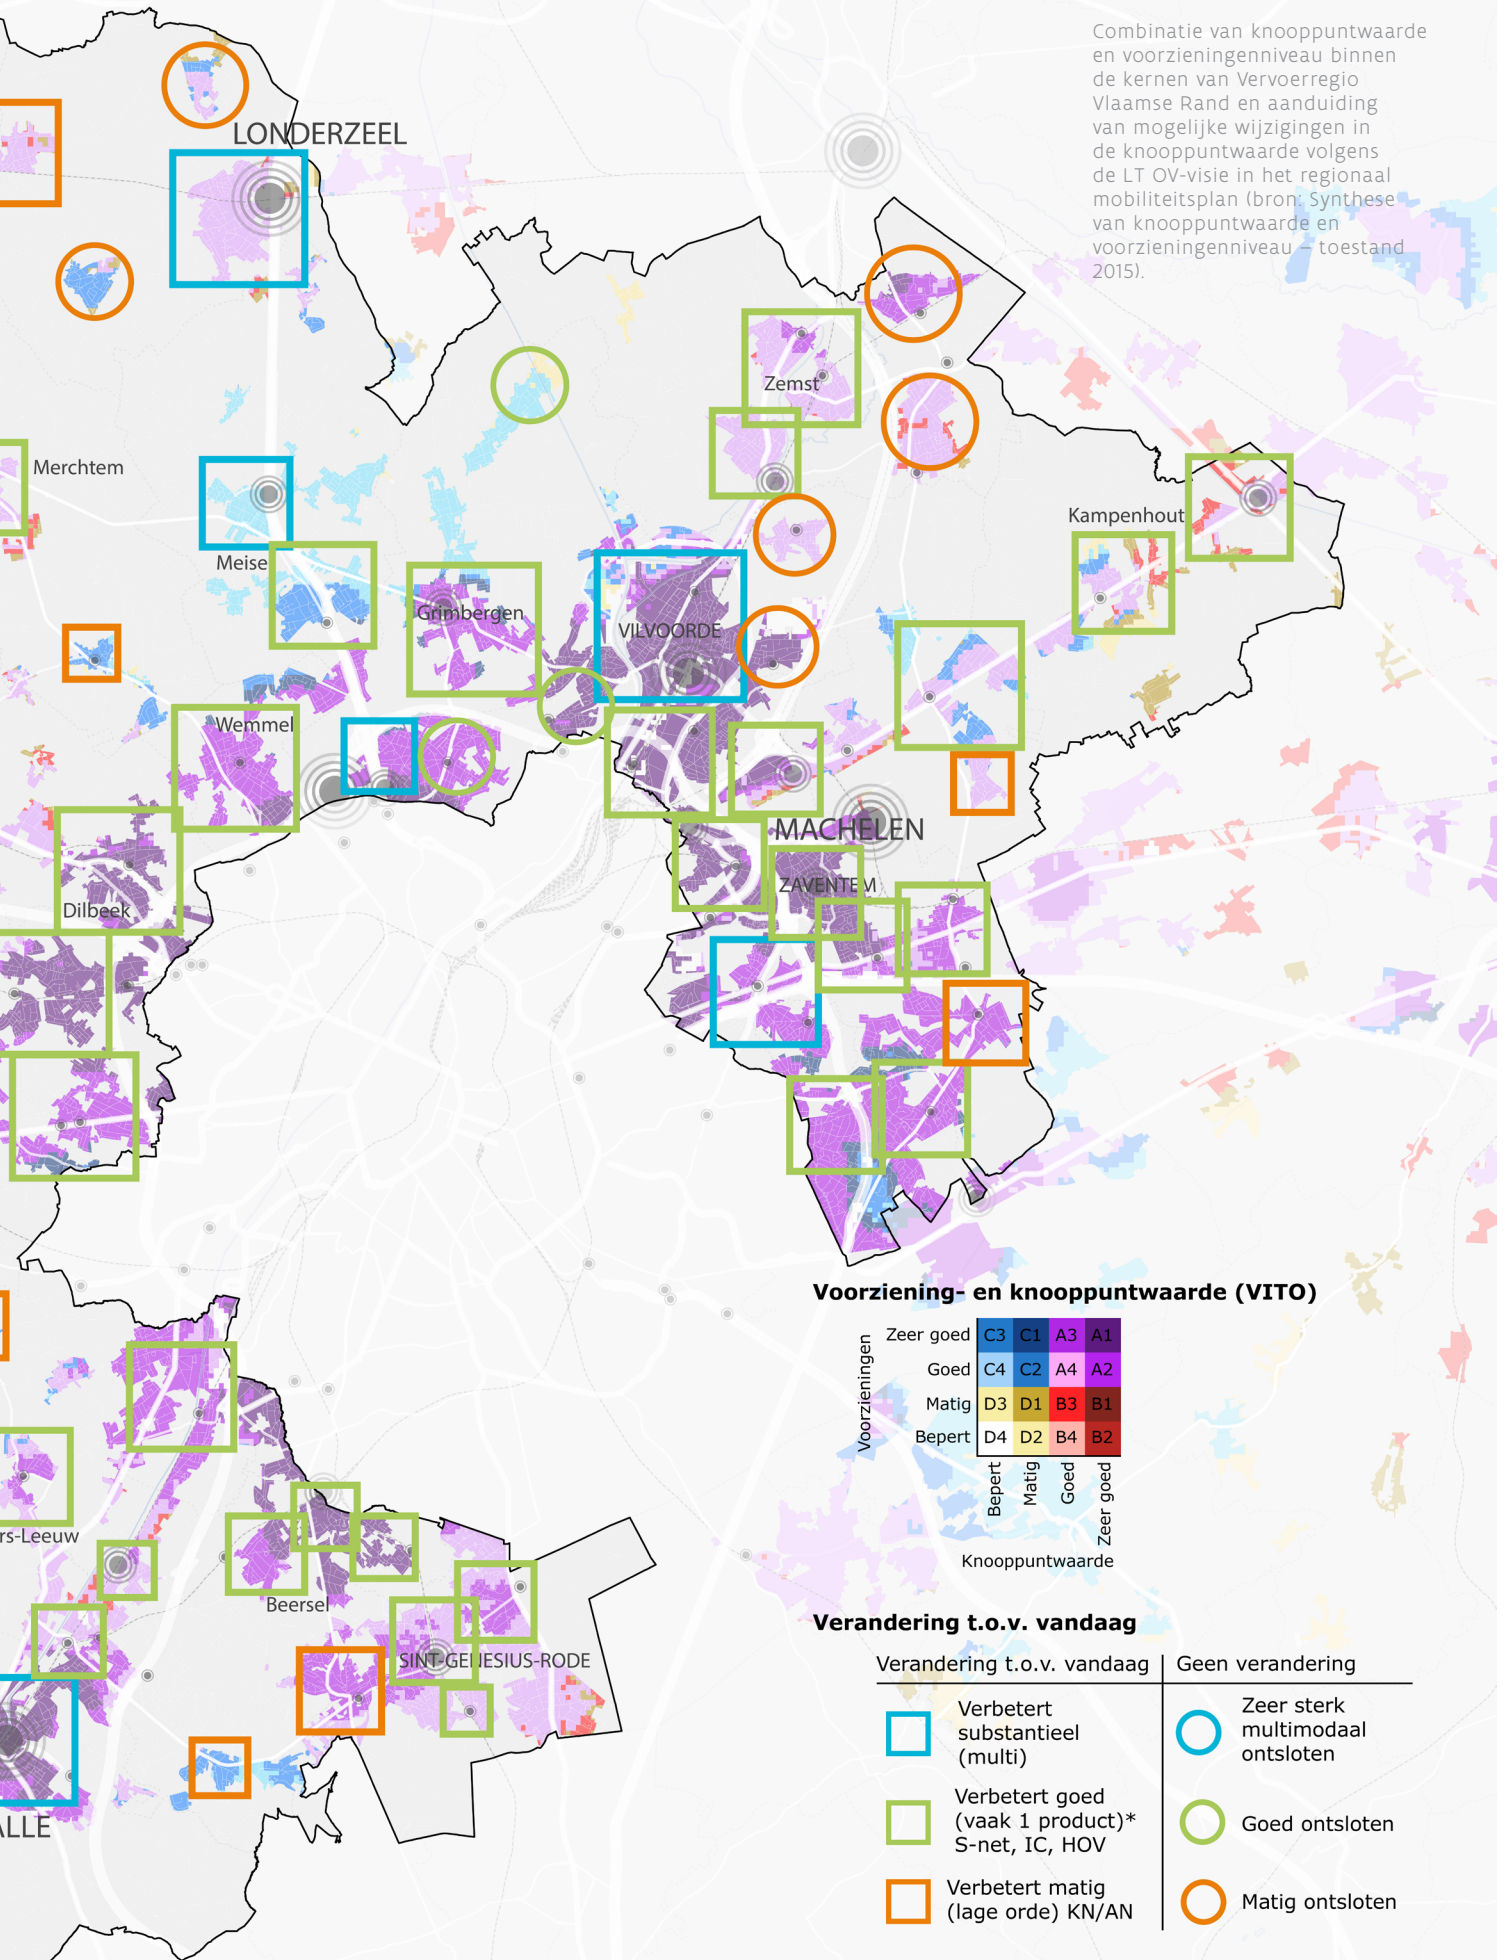 Combinatie van knooppuntwaarde
en voorzieningenniveau binnen
de kernen van Vervoerregio
Vlaamse Rand en aanduiding
van mogelijke wijzigingen in
de knooppuntwaarde volgens
de LT OV-visie in het regionaal
mobiliteitsplan (bron: Synthese
van knooppuntwaarde en
voorzieningenniveau – toestand
2015).
LONDERZEEL
Zemst
Merchtem
Kampenhout
Meise
Grimbergen
VILVOORDE
Wemmel
MACHELEN
ZAVENTEM
Dilbeek
rs-Leeuw
Beersel
SINT-GENESIUS-RODE
ALLE
Voorziening- en knooppuntwaarde (VITO)
Voorzieningen
Zeer goed C3 C1 A3 A1
Goed C4 C2 A4 A2
Matig D3 D1 B3 B1
Bepert D4 D2 B4 B2
Bepert Matig Goed Zeer goed
Knooppuntwaarde
Verandering t.o.v. vandaag
Verandering t.o.v. vandaag
Verbetert
substantieel
(multi)
Verbetert goed
(vaak 1 product)*
S-net, IC, HOV
Verbetert matig
(lage orde) KN/AN
Geen verandering
Zeer sterk
multimodaal
ontsloten
Goed ontsloten
Matig ontsloten